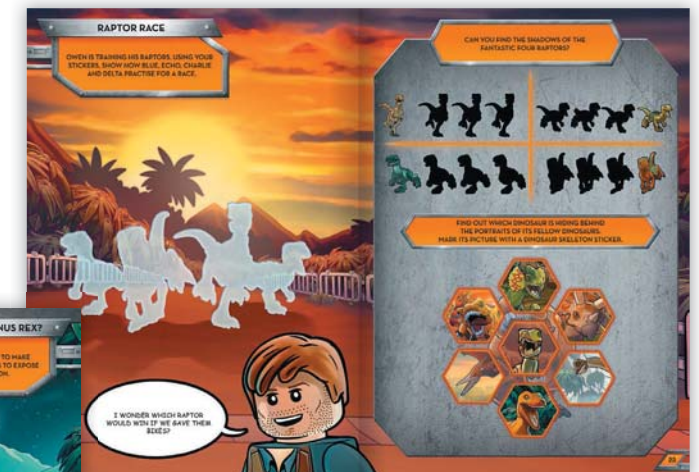 RAPTOR RACE
OWEN IS TRAINING HIS RAPTORS. USING YOUR
STICKERS, SHOW HOW BLUE, ECHO, CHARLIE
AND DELTA PRACTISE FOR A RACE.
I WONDER WHICH RAPTOR
WOULD WIN IF WE GAVE THEM
BIKES?
CAN YOU FIND THE SHADOWS OF THE
FANTASTIC FOUR RAPTORS?
FIND OUT WHICH DINOSAUR IS HIDING BEHIND
THE PORTRAITS OF ITS FELLOW DINOSAURS.
MARK ITS PICTURE WITH A DINOSAUR SKELETON STICKER.
NUS REX?
TO MAKE
TO EXPOSE